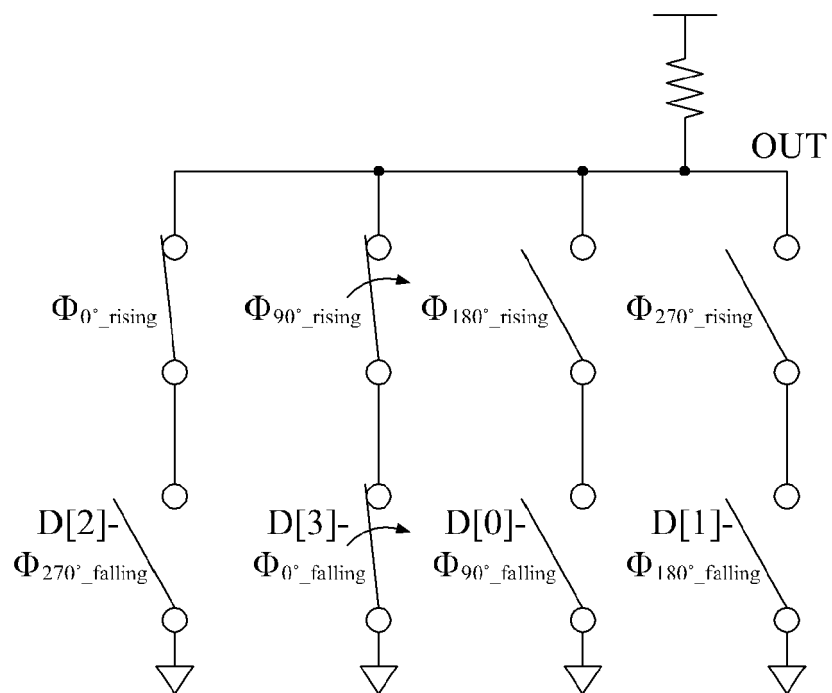 OUT
Φ0°_rising
Φ90°_rising
Φ180°_rising
Φ270°_rising
D[2]-
Φ270°_falling
D[3]-
Φ0°_falling
D[0]-
Φ90°_falling
D[1]-
Φ180°_falling